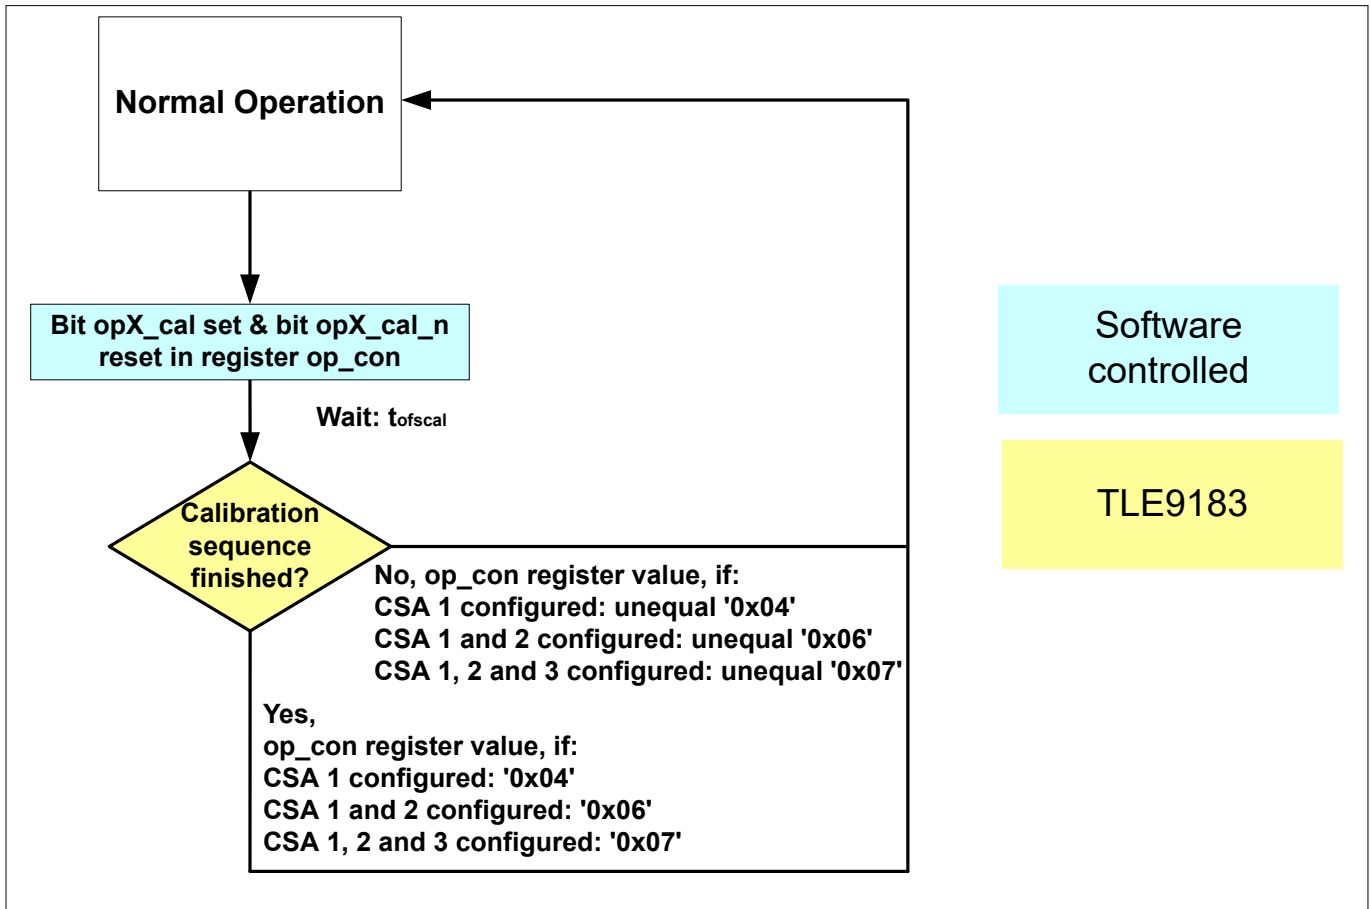 Normal Operation
Bit opX_cal set & bit opX_cal_n
reset in register op_con
Wait: tofscal
Calibration
sequence
finished?
No, op_con register value, if:
CSA 1 configured: unequal '0x04'
CSA 1 and 2 configured: unequal '0x06'
CSA 1, 2 and 3 configured: unequal '0x07'
Yes,
op_con register value, if:
CSA 1 configured: '0x04'
CSA 1 and 2 configured: '0x06'
CSA 1, 2 and 3 configured: '0x07'
Software
controlled
TLE9183